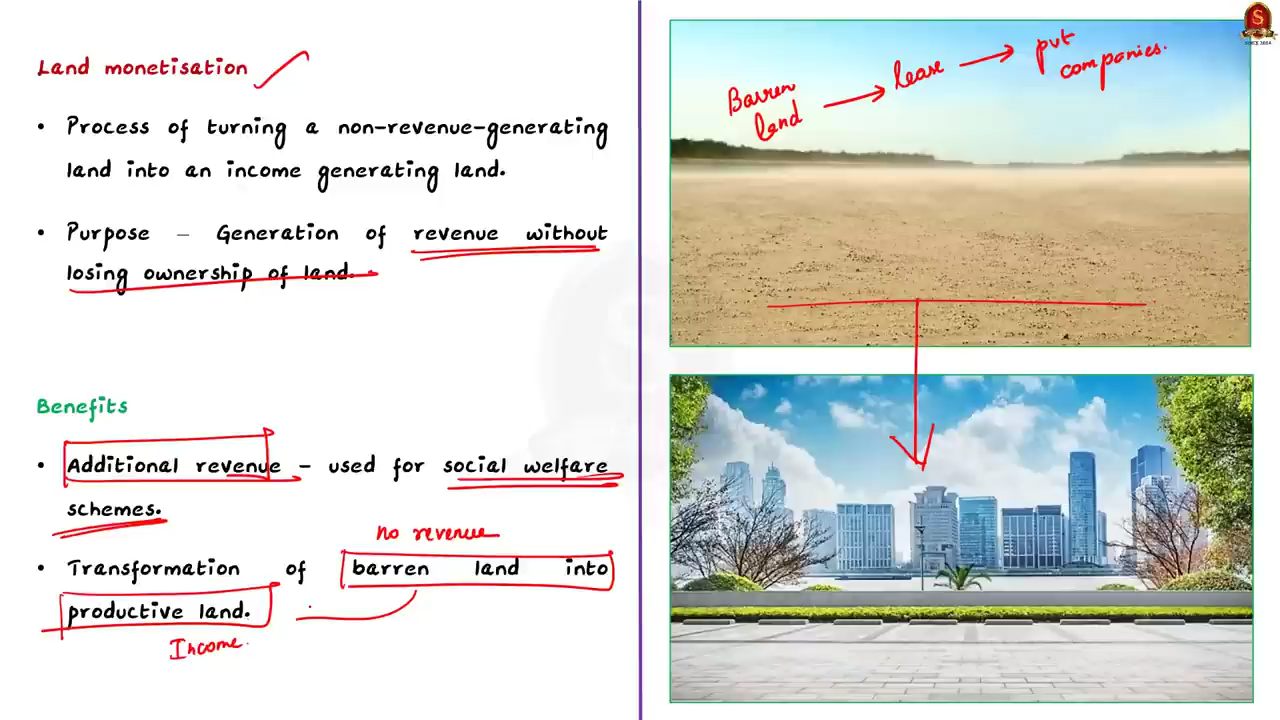 Land monetisation
• Process of turning a non-revenue-generating
land into an income generating land.
• Purpose – Generation of revenue without
losing ownership of land.
Benefits
• Additional revenue – used for social welfare
schemes.
no revenue
• Transformation of barren land into
productive land.
Income
Barren
land
lease
pvt
companies.
S
SINCE 2004